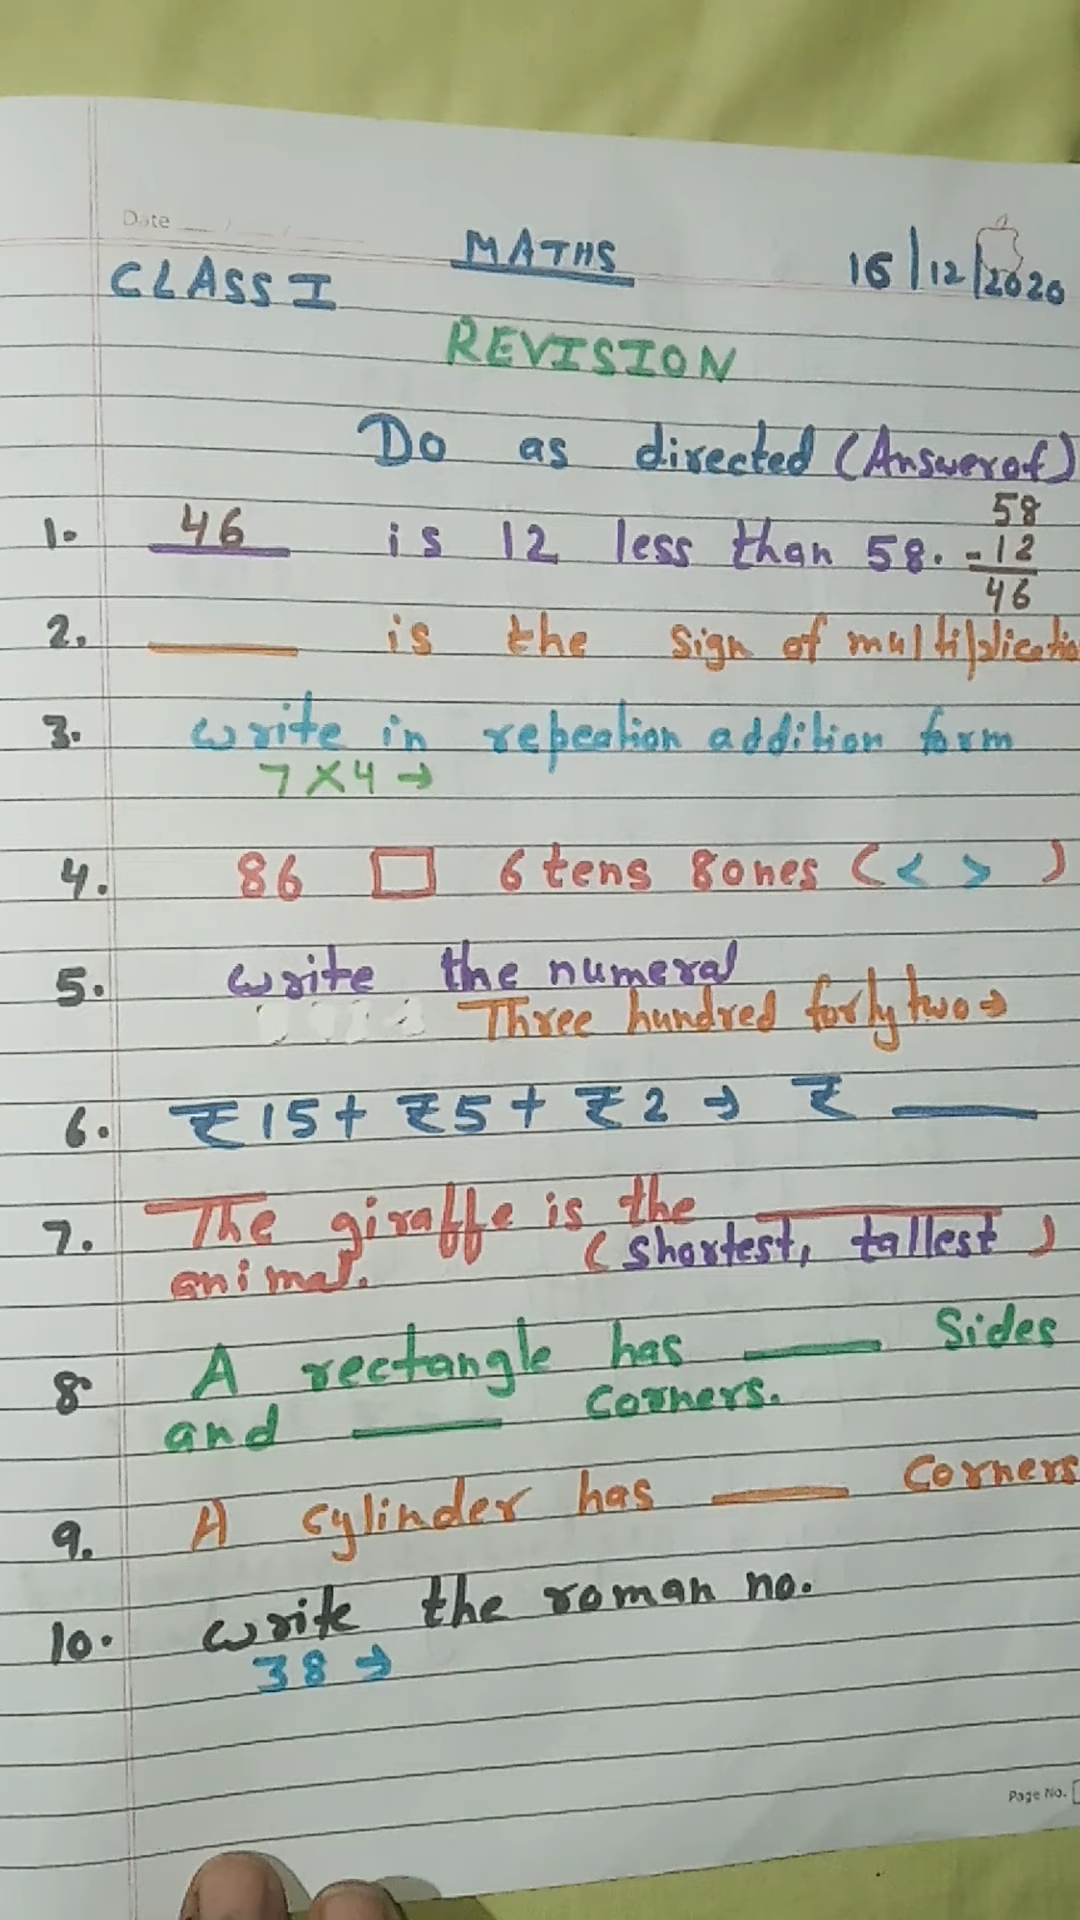 Date
MATHS
16/12/2020
CLASS I
REVISION
Do as directed (Answer of)
1. 46 is 12 less than 58.
58
-12
46
2. ____ is the sign of multiplicatio
3. write in repeation addition form
7 X 4 →
4. 86 □ 6 tens 8 ones ( < > )
5. write the numeral
Three hundred forty two →
6. ₹15 + ₹5 + ₹2 → ₹ ____
7. The giraffe is the ____
animal. (shortest, tallest)
8 A rectangle has ____ Sides
and ____ corners.
9. A cylinder has ____ Corners
10. write the roman no.
38 →
Page No.